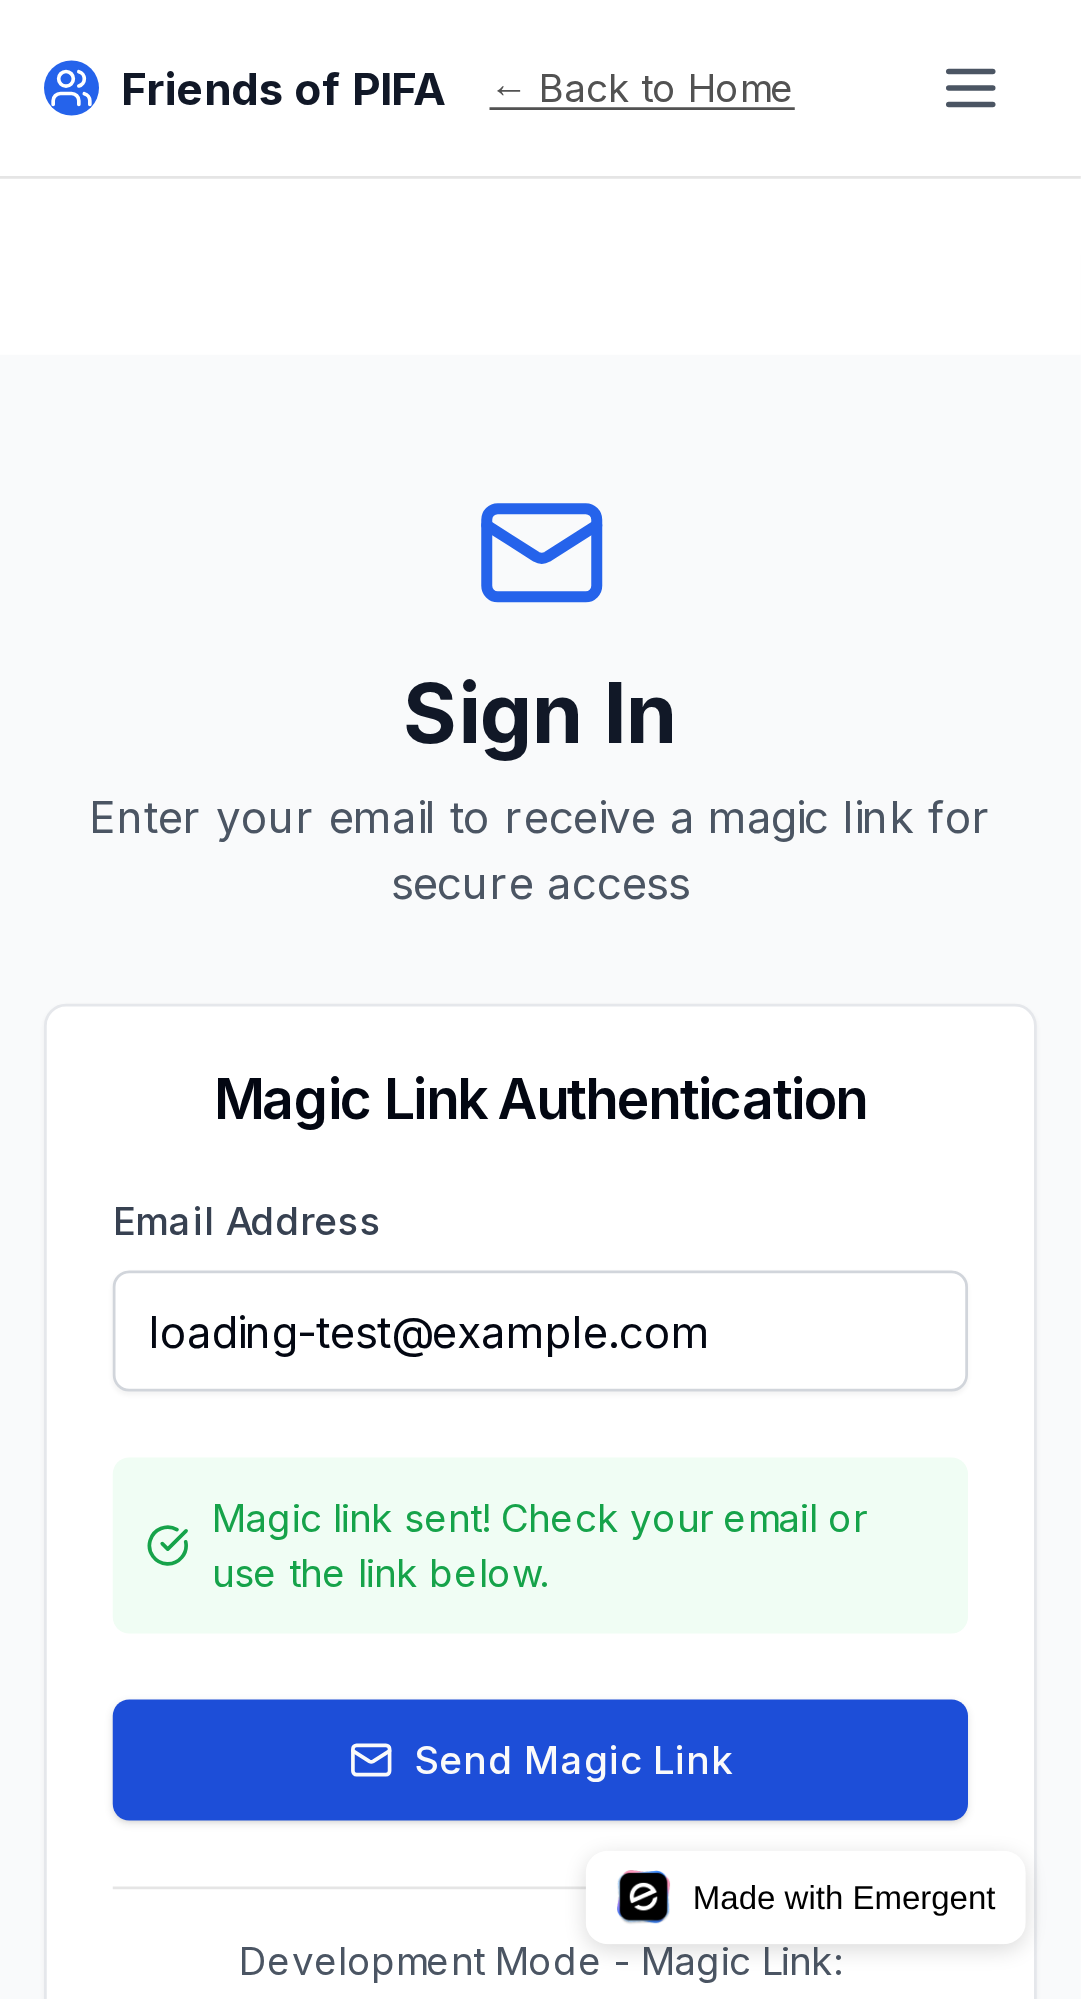 Friends of PIFA
← Back to Home
Sign In
Enter your email to receive a magic link for
secure access
Magic Link Authentication
Email Address
loading-test@example.com
Magic link sent! Check your email or
use the link below.
Send Magic Link
Made with Emergent
Development Mode - Magic Link: